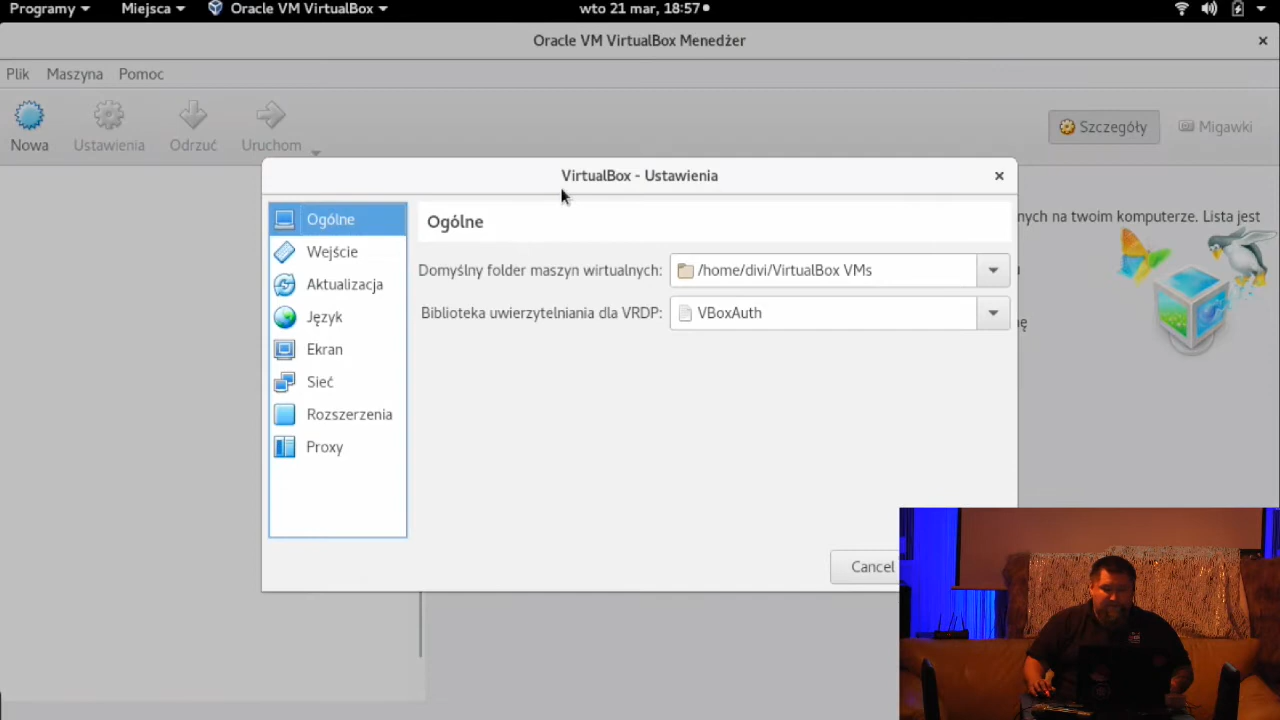 Programy Miejsca Oracle VM VirtualBox wto 21 mar, 18:57
Oracle VM VirtualBox Menedżer
Plik Maszyna Pomoc
Nowa Ustawienia Odrzuć Uruchom Szczegóły Migawki
VirtualBox - Ustawienia
nych na twoim komputerze. Lista jest
Ogólne
Wejście
Aktualizacja
Język
Ekran
Sieć
Rozszerzenia
Proxy
Ogólne
Domyślny folder maszyn wirtualnych: /home/divi/VirtualBox VMs
Biblioteka uwierzytelniania dla VRDP: VBoxAuth
Cancel